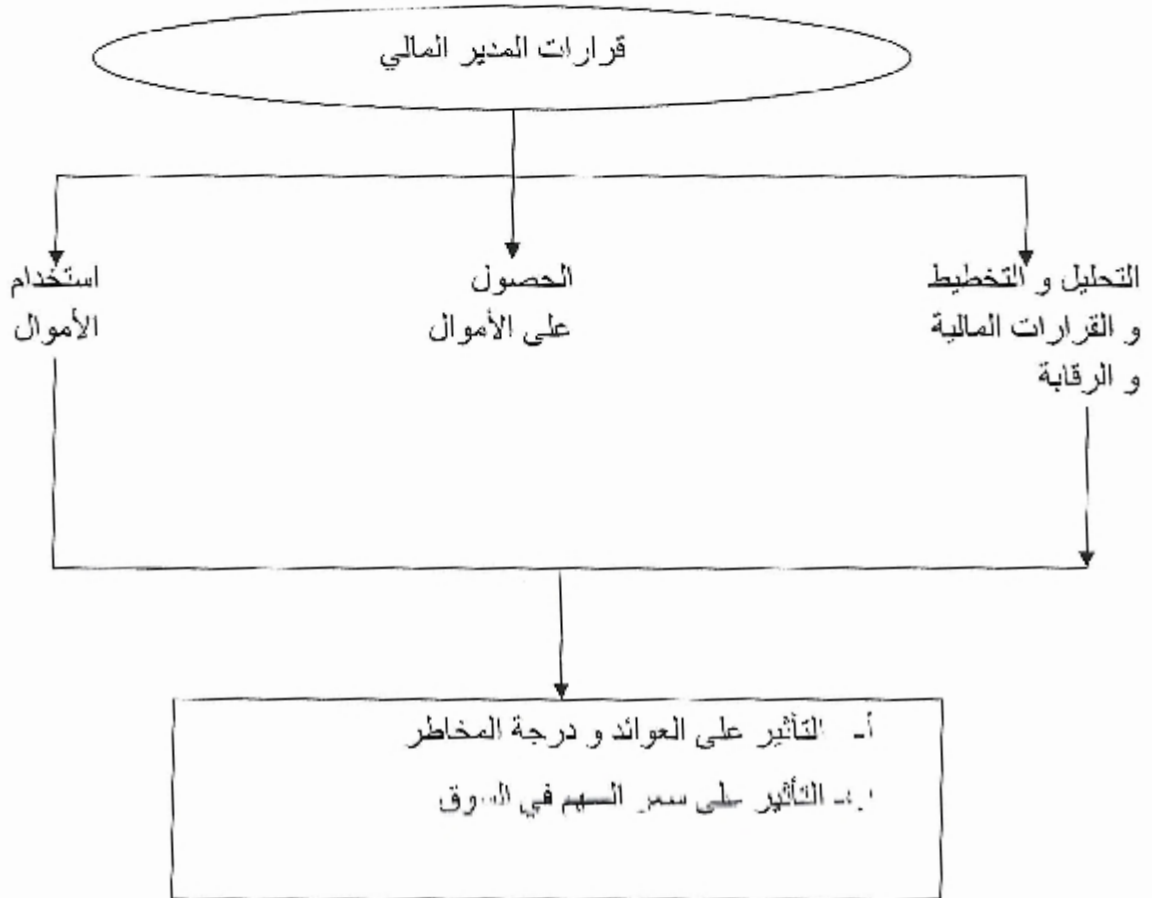 قرارات المدير المالي
التحليل و التخطيط
و القرارات المالية
و الرقابة
الحصول
على الأموال
استخدام
الأموال
أ- التأثير على العوائد و درجة المخاطر
ب- التأثير على سعر السهم في السوق